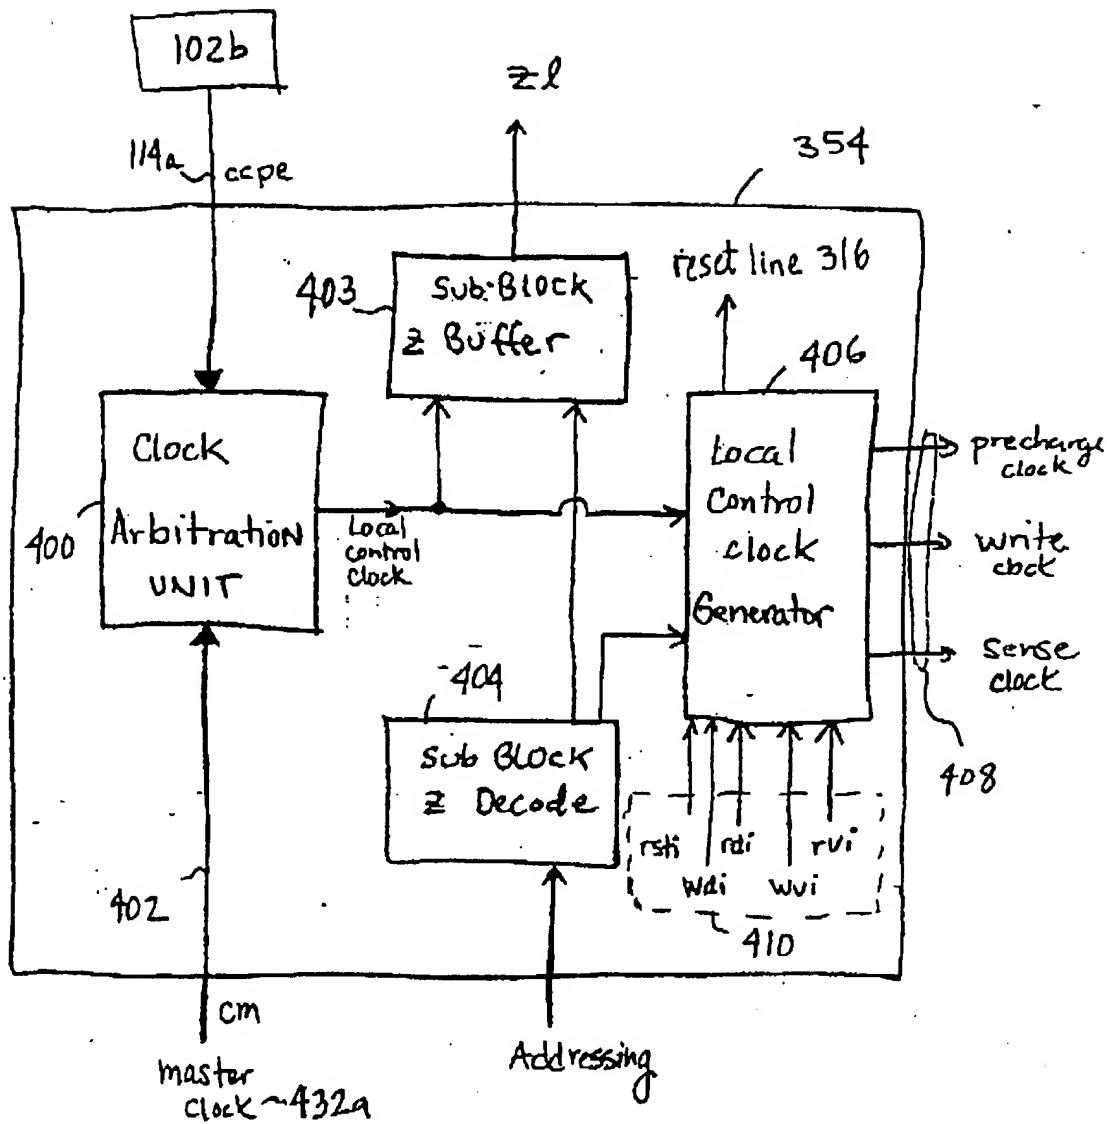 102b
zl
114a
ccpe
354
reset line 316
403
Sub-Block
z Buffer
406
Clock
Arbitration
UNIT
400
Local
control
clock
Local
Control
clock
Generator
precharge
clock
write
clock
sense
clock
408
404
Sub Block
z Decode
rsti
rdi
rvi
wdi
wvi
410
402
cm
master
clock ~432a
Addressing